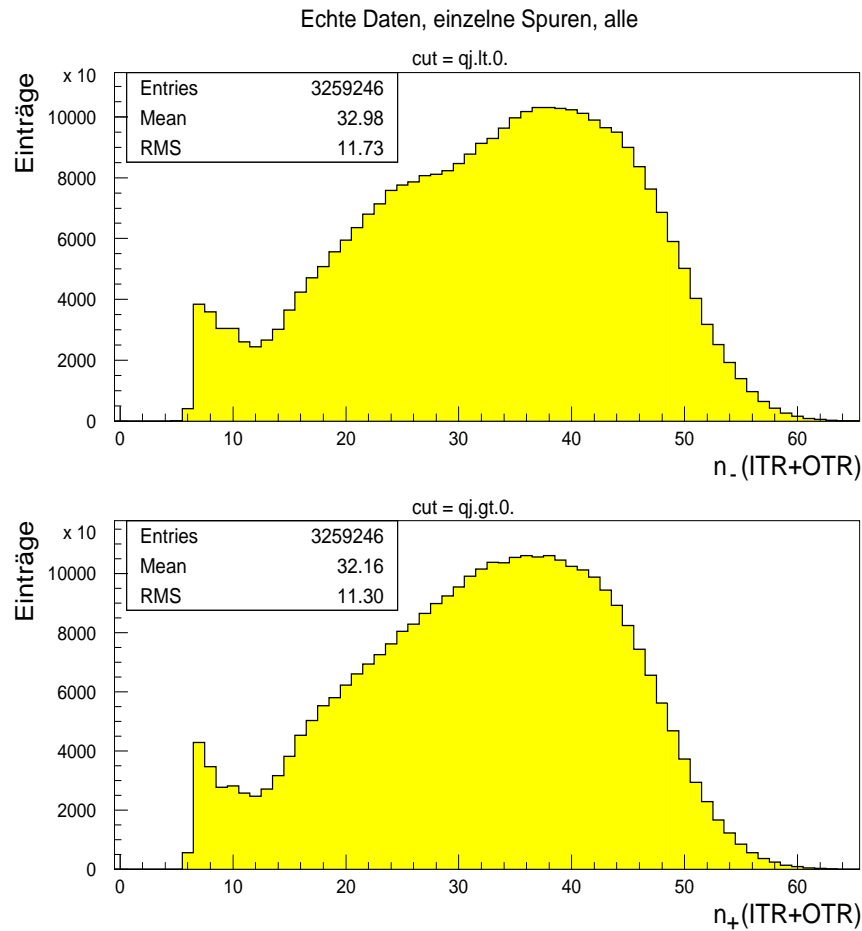 Echte Daten, einzelne Spuren, alle
cut = qj.lt.0.
x 10
Einträge
Entries 3259246
Mean 32.98
RMS 11.73
10000
8000
6000
4000
2000
0
0 10 20 30 40 50 60
n-(ITR+OTR)
cut = qj.gt.0.
x 10
Einträge
Entries 3259246
Mean 32.16
RMS 11.30
10000
8000
6000
4000
2000
0
0 10 20 30 40 50 60
n+(ITR+OTR)